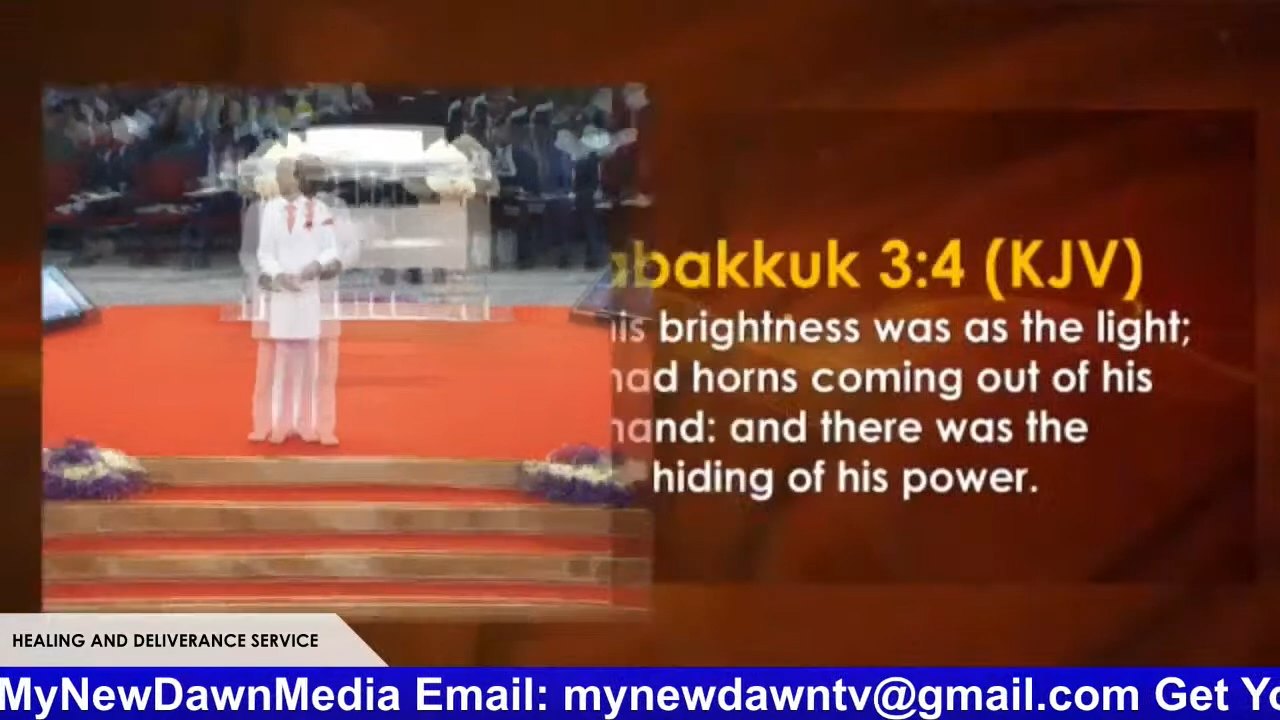 abakkuk 3:4 (KJV)
is brightness was as the light;
had horns coming out of his
hand: and there was the
hiding of his power.
HEALING AND DELIVERANCE SERVICE
MyNewDawnMedia Email: mynewdawntv@gmail.com Get Yo